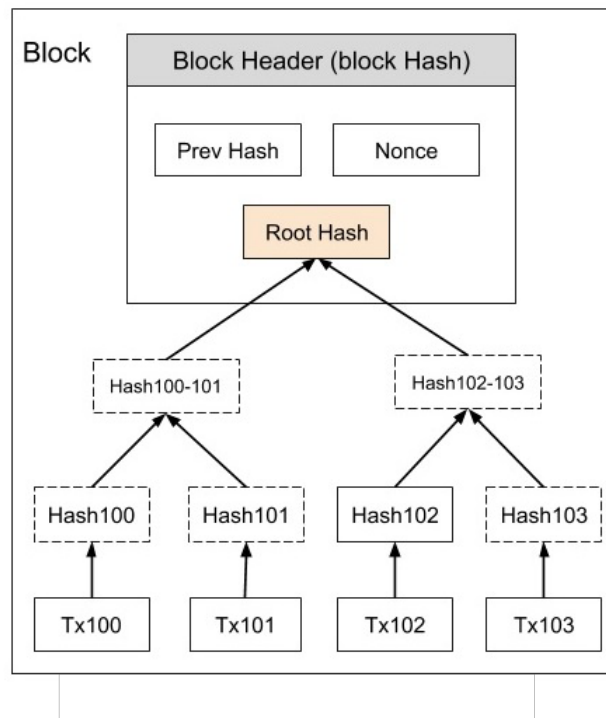 Block
Block Header (block Hash)
Prev Hash
Nonce
Root Hash
Hash100-101
Hash102-103
Hash100
Hash101
Hash102
Hash103
Tx100
Tx101
Tx102
Tx103